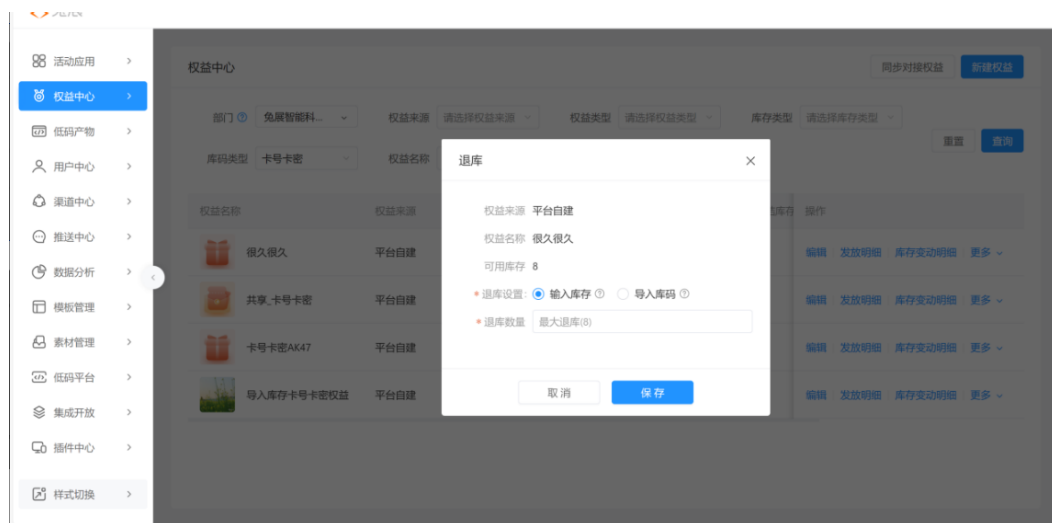 活动应用
权益中心
低码产物
用户中心
渠道中心
推送中心
数据分析
模板管理
素材管理
低码平台
集成开放
插件中心
样式切换
权益中心 同步对接权益 新建权益
部门 免展智能科... 权益来源 请选择权益来源 权益类型 请选择权益类型 库存类型 请选择库存类型
重置 查询
库码类型 卡号卡密 权益名称
权益名称 权益来源 库存 操作
很久很久 平台自建 编辑 发放明细 库存变动明细 更多
共享_卡号卡密 平台自建 编辑 发放明细 库存变动明细 更多
卡号卡密AK47 平台自建 编辑 发放明细 库存变动明细 更多
导入库存卡号卡密权益 平台自建 编辑 发放明细 库存变动明细 更多
退库
权益来源 平台自建
权益名称 很久很久
可用库存 8
* 退库设置: 输入库存 导入库码
* 退库数量 最大退库(8)
取消 保存